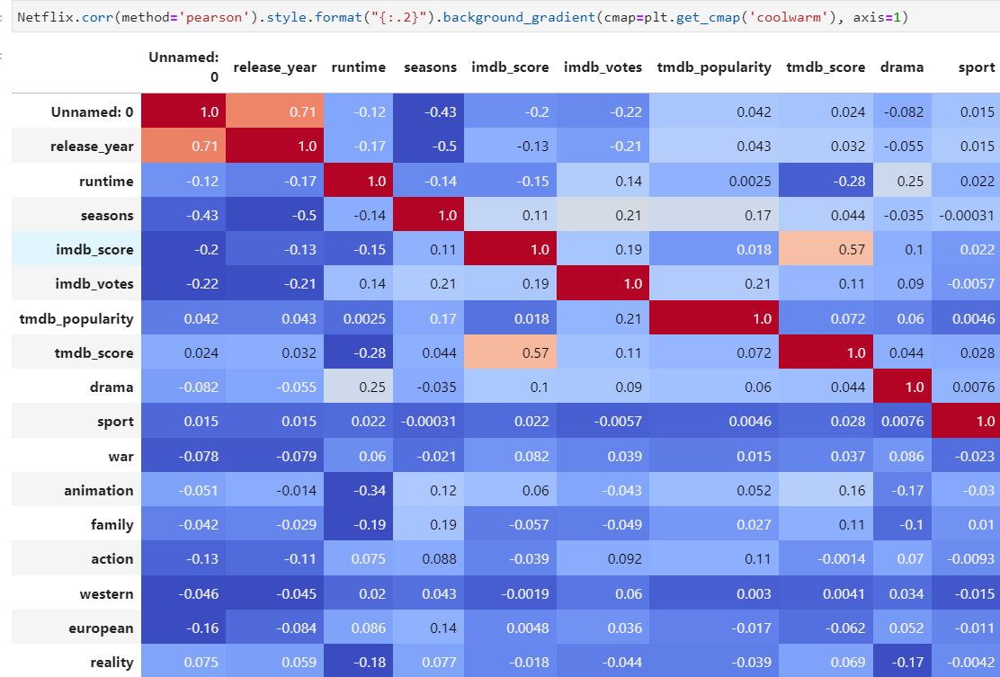 Netflix.corr(method='pearson').style.format("{:.2}").background_gradient(cmap=plt.get_cmap('coolwarm'), axis=1)
Unnamed: 0 release_year runtime seasons imdb_score imdb_votes tmdb_popularity tmdb_score drama sport
Unnamed: 0 1.0 0.71 -0.12 -0.43 -0.2 -0.22 0.042 0.024 -0.082 0.015
release_year 0.71 1.0 -0.17 -0.5 -0.13 -0.21 0.043 0.032 -0.055 0.015
runtime -0.12 -0.17 1.0 -0.14 -0.15 0.14 0.0025 -0.28 0.25 0.022
seasons -0.43 -0.5 -0.14 1.0 0.11 0.21 0.17 0.044 -0.035 -0.00031
imdb_score -0.2 -0.13 -0.15 0.11 1.0 0.19 0.018 0.57 0.1 0.022
imdb_votes -0.22 -0.21 0.14 0.21 0.19 1.0 0.21 0.11 0.09 -0.0057
tmdb_popularity 0.042 0.043 0.0025 0.17 0.018 0.21 1.0 0.072 0.06 0.0046
tmdb_score 0.024 0.032 -0.28 0.044 0.57 0.11 0.072 1.0 0.044 0.028
drama -0.082 -0.055 0.25 -0.035 0.1 0.09 0.06 0.044 1.0 0.0076
sport 0.015 0.015 0.022 -0.00031 0.022 -0.0057 0.0046 0.028 0.0076 1.0
war -0.078 -0.079 0.06 -0.021 0.082 0.039 0.015 0.037 0.086 -0.023
animation -0.051 -0.014 -0.34 0.12 0.06 -0.043 0.052 0.16 -0.17 -0.03
family -0.042 -0.029 -0.19 0.19 -0.057 -0.049 0.027 0.11 -0.1 0.01
action -0.13 -0.11 0.075 0.088 -0.039 0.092 0.11 -0.0014 0.07 -0.0093
western -0.046 -0.045 0.02 0.043 -0.0019 0.06 0.003 0.0041 0.034 -0.015
european -0.16 -0.084 0.086 0.14 0.0048 0.036 -0.017 -0.062 0.052 -0.011
reality 0.075 0.059 -0.18 0.077 -0.018 -0.044 -0.039 0.069 -0.17 -0.0042